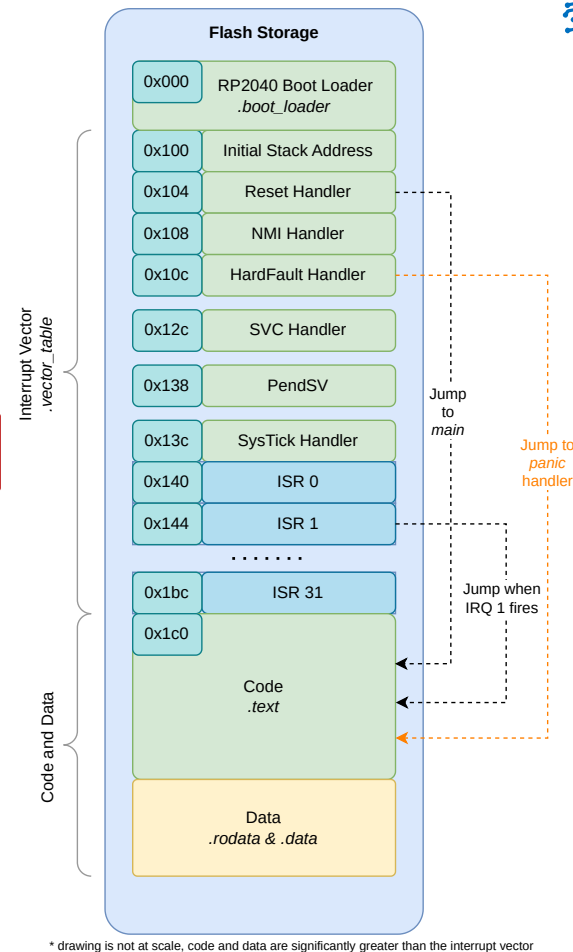 Flash Storage
0x000
RP2040 Boot Loader
.boot_loader
0x100 Initial Stack Address
0x104 Reset Handler
0x108 NMI Handler
0x10c HardFault Handler
0x12c SVC Handler
0x138 PendSV
0x13c SysTick Handler
0x140 ISR 0
0x144 ISR 1
. . . . . . .
0x1bc ISR 31
0x1c0
Code
.text
Data
.rodata & .data
Interrupt Vector
.vector_table
Code and Data
Jump
to
main
Jump to
panic
handler
Jump when
IRQ 1 fires
* drawing is not at scale, code and data are significantly greater than the interrupt vector